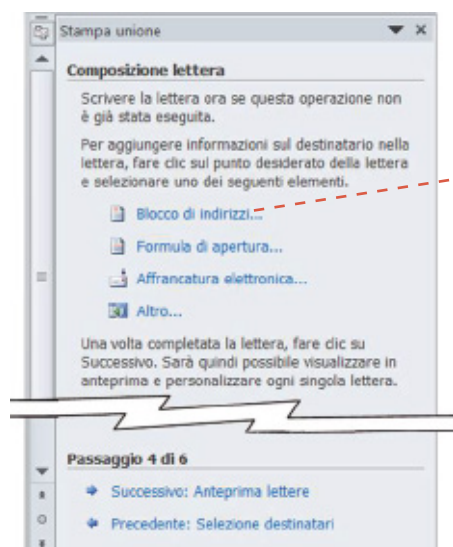 Stampa unione
Composizione lettera
Scrivere la lettera ora se questa operazione non
è già stata eseguita.
Per aggiungere informazioni sul destinatario nella
lettera, fare clic sul punto desiderato della lettera
e selezionare uno dei seguenti elementi.
Blocco di indirizzi...
Formula di apertura...
Affrancatura elettronica...
Altro...
Una volta completata la lettera, fare clic su
Successivo. Sarà quindi possibile visualizzare in
anteprima e personalizzare ogni singola lettera.
Passaggio 4 di 6
Successivo: Anteprima lettere
Precedente: Selezione destinatari